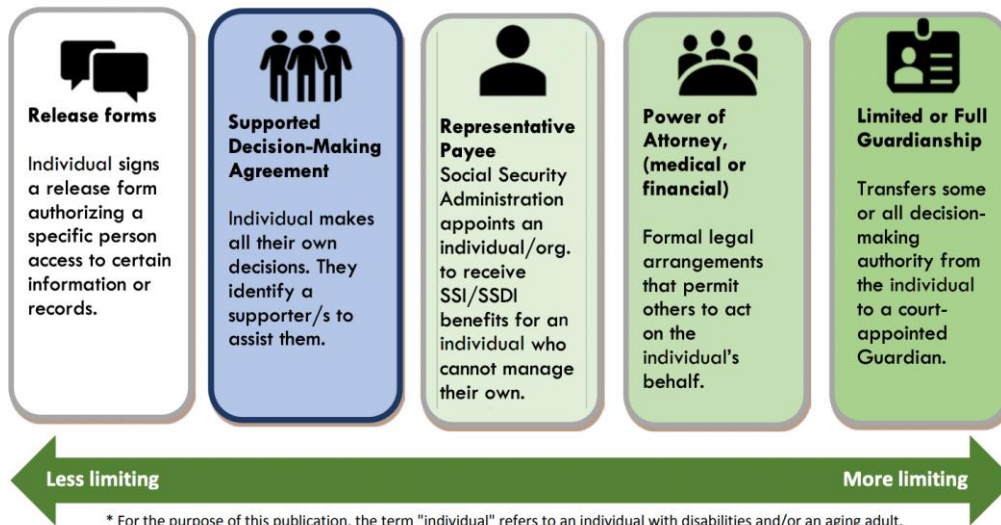 Release forms
Individual signs
a release form
authorizing a
specific person
access to certain
information or
records.
Supported
Decision-Making
Agreement
Individual makes
all their own
decisions. They
identify a
supporter/s to
assist them.
Representative
Payee
Social Security
Administration
appoints an
individual/org.
to receive
SSI/SSDI
benefits for an
individual who
cannot manage
their own.
Power of
Attorney,
(medical or
financial)
Formal legal
arrangements
that permit
others to act
on the
individual's
behalf.
Limited or Full
Guardianship
Transfers some
or all decision-
making
authority from
the individual
to a court-
appointed
Guardian.
Less limiting
More limiting
* For the purpose of this publication, the term "individual" refers to an individual with disabilities and/or an aging adult.